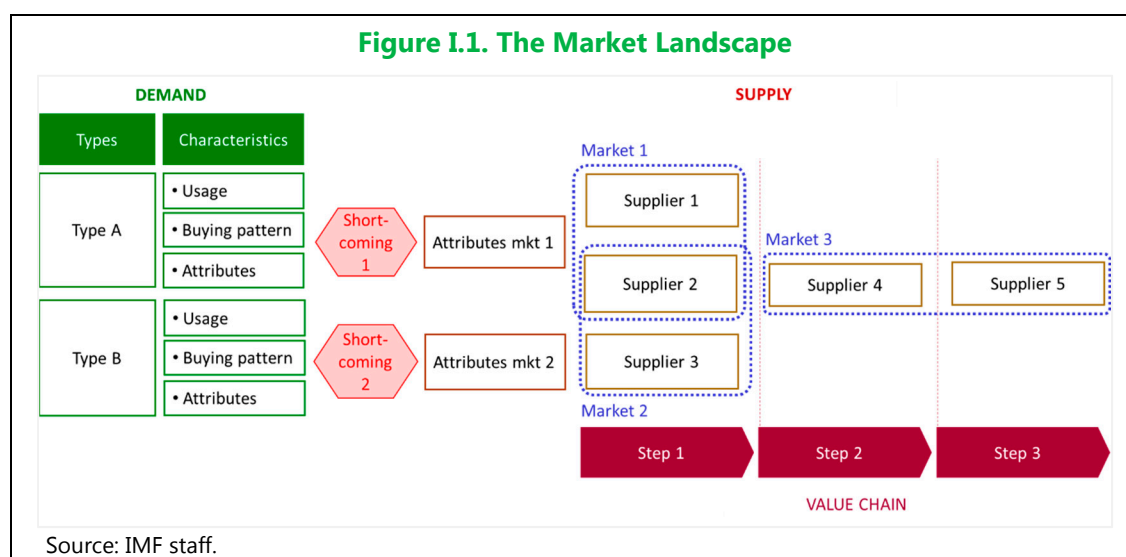 Figure I.1. The Market Landscape
DEMAND
SUPPLY
Types
Characteristics
Type A
• Usage
• Buying pattern
• Attributes
Short-
coming
1
Attributes mkt 1
Type B
• Usage
• Buying pattern
• Attributes
Short-
coming
2
Attributes mkt 2
Market 1
Supplier 1
Supplier 2
Supplier 3
Market 2
Market 3
Supplier 4
Supplier 5
Step 1
Step 2
Step 3
VALUE CHAIN
Source: IMF staff.